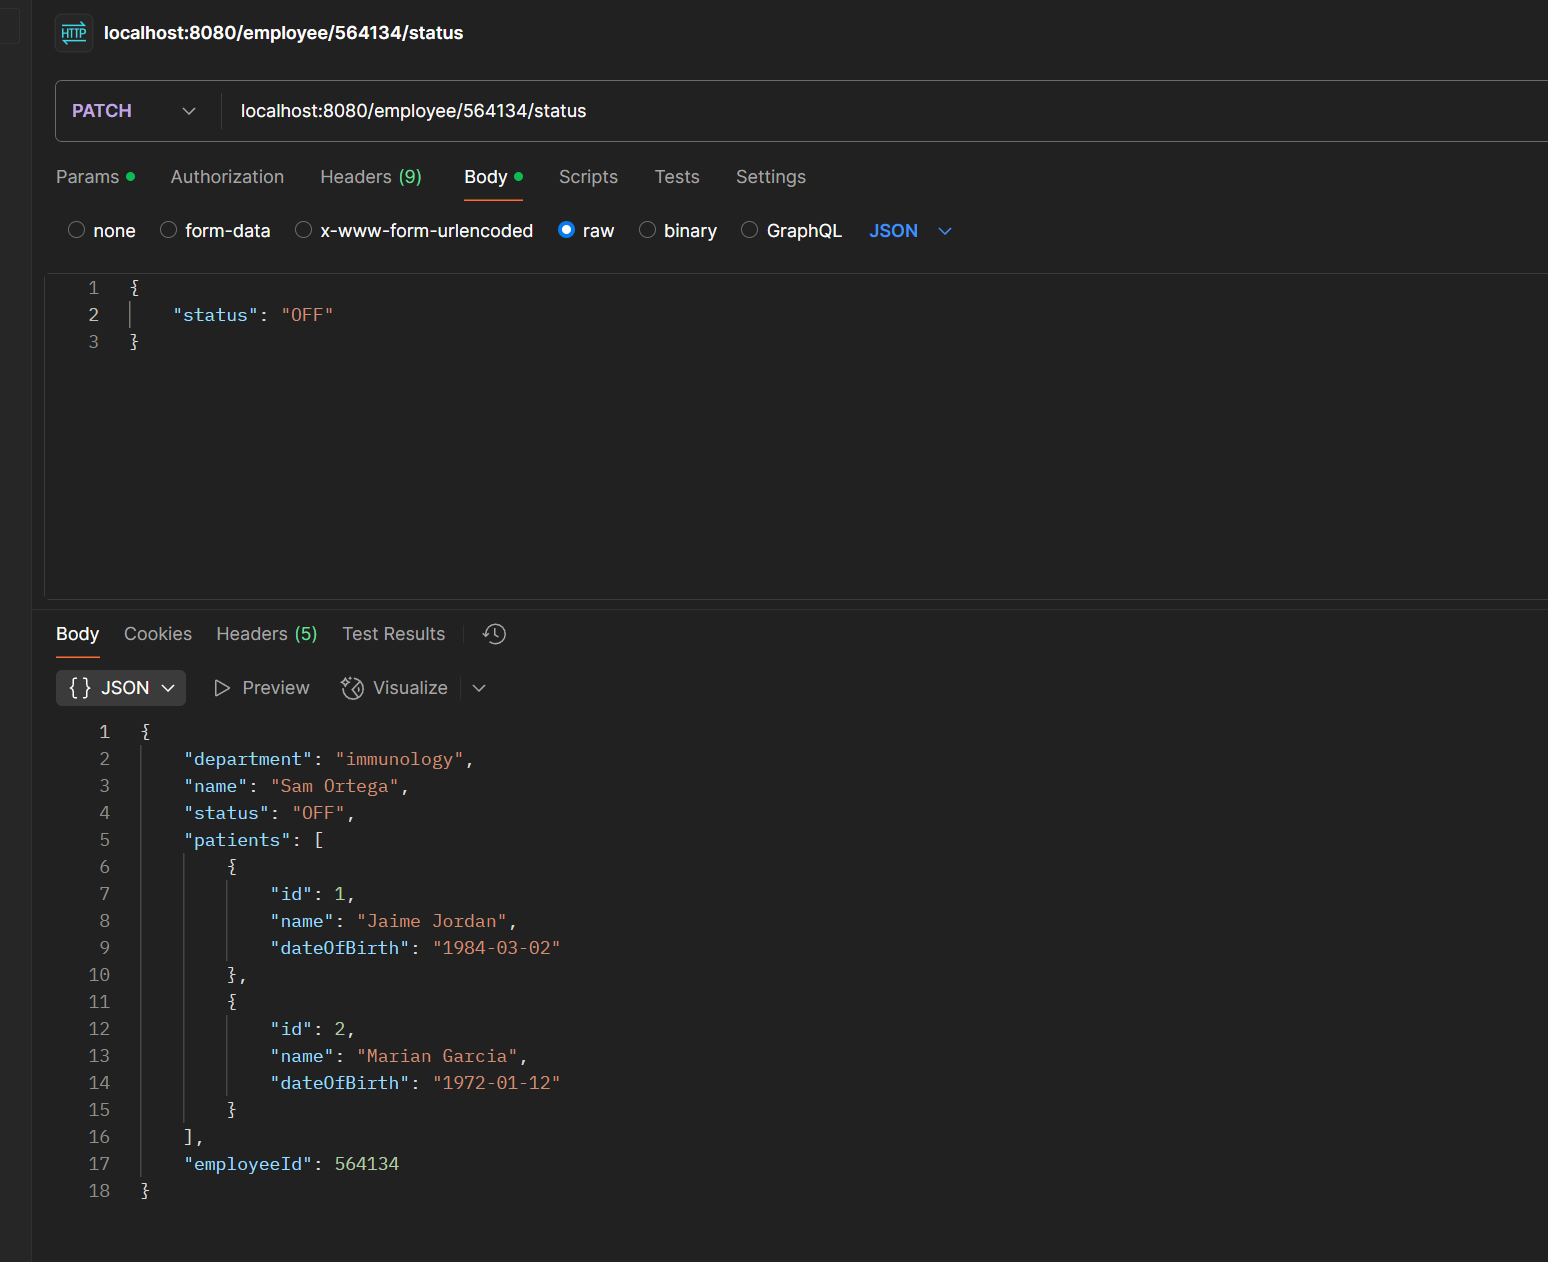 HTTP localhost:8080/employee/564134/status
PATCH localhost:8080/employee/564134/status
Params Authorization Headers (9) Body Scripts Tests Settings
none form-data x-www-form-urlencoded raw binary GraphQL JSON
1 {
2 "status": "OFF"
3 }
Body Cookies Headers (5) Test Results
{} JSON Preview Visualize
1 {
2 "department": "immunology",
3 "name": "Sam Ortega",
4 "status": "OFF",
5 "patients": [
6 {
7 "id": 1,
8 "name": "Jaime Jordan",
9 "dateOfBirth": "1984-03-02"
10 },
11 {
12 "id": 2,
13 "name": "Marian Garcia",
14 "dateOfBirth": "1972-01-12"
15 }
16 ],
17 "employeeId": 564134
18 }